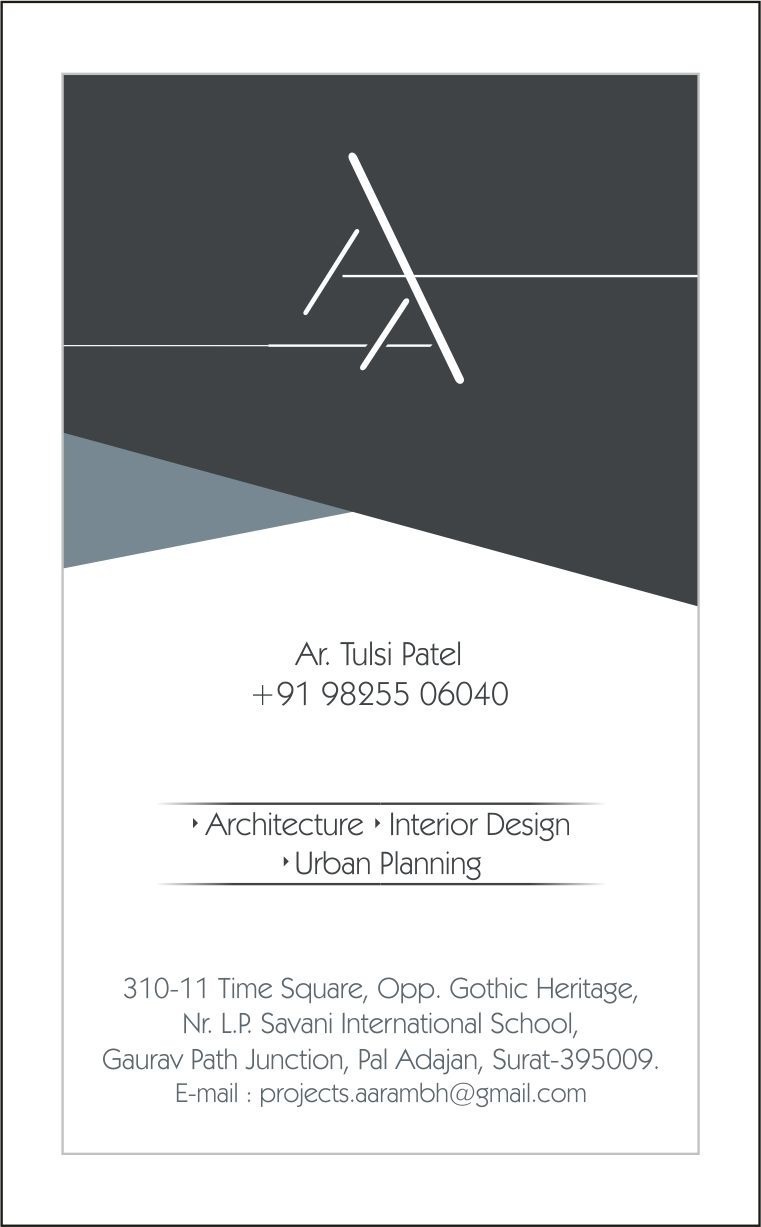 Ar. Tulsi Patel
+91 98255 06040
‣ Architecture ‣ Interior Design
‣ Urban Planning
310-11 Time Square, Opp. Gothic Heritage,
Nr. L.P. Savani International School,
Gaurav Path Junction, Pal Adajan, Surat-395009.
E-mail : projects.aarambh@gmail.com